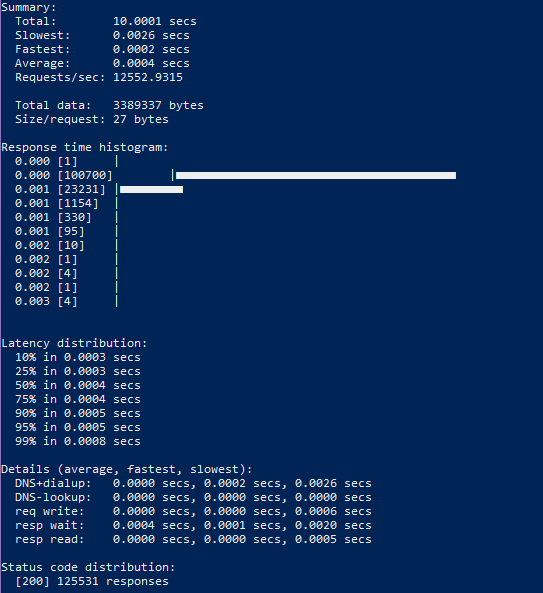 Summary:
  Total:        10.0001 secs
  Slowest:      0.0026 secs
  Fastest:      0.0002 secs
  Average:      0.0004 secs
  Requests/sec: 12552.9315
  Total data:   3389337 bytes
  Size/request: 27 bytes
Response time histogram:
  0.000 [1]     |
  0.000 [100700]        |
  0.001 [23231] |
  0.001 [1154]  |
  0.001 [330]   |
  0.001 [95]    |
  0.002 [10]    |
  0.002 [1]     |
  0.002 [4]     |
  0.002 [1]     |
  0.003 [4]     |
Latency distribution:
  10% in 0.0003 secs
  25% in 0.0003 secs
  50% in 0.0004 secs
  75% in 0.0004 secs
  90% in 0.0005 secs
  95% in 0.0005 secs
  99% in 0.0008 secs
Details (average, fastest, slowest):
  DNS+dialup:   0.0000 secs, 0.0002 secs, 0.0026 secs
  DNS-lookup:   0.0000 secs, 0.0000 secs, 0.0000 secs
  req write:    0.0000 secs, 0.0000 secs, 0.0006 secs
  resp wait:    0.0004 secs, 0.0001 secs, 0.0020 secs
  resp read:    0.0000 secs, 0.0000 secs, 0.0005 secs
Status code distribution:
  [200] 125531 responses